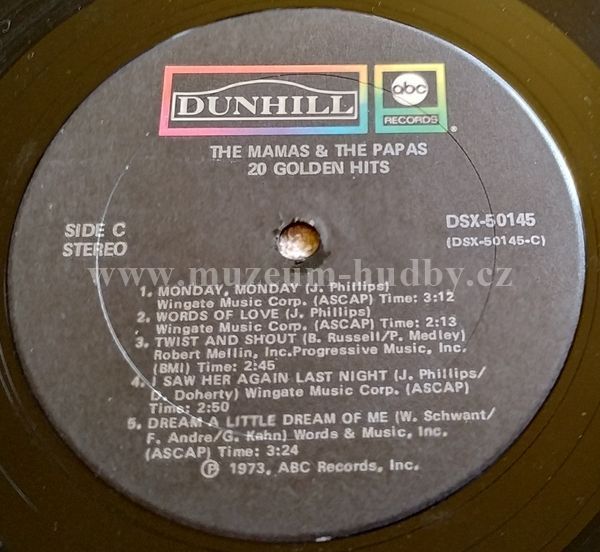 DUNHILL
abc
RECORDS®
THE MAMAS & THE PAPAS
20 GOLDEN HITS
SIDE C
STEREO
DSX-50145
(DSX-50145-C)
www.muzeum-hudby.cz
1. MONDAY, MONDAY (J. Phillips)
Wingate Music Corp. (ASCAP) Time: 3:12
2. WORDS OF LOVE (J. Phillips)
Wingate Music Corp. (ASCAP) Time: 2:13
3. TWIST AND SHOUT (B. Russell/P. Medley)
Robert Mellin, Inc.Progressive Music, Inc.
(BMI) Time: 2:45
4. I SAW HER AGAIN LAST NIGHT (J. Phillips/
D. Doherty) Wingate Music Corp. (ASCAP)
Time: 2:50
5. DREAM A LITTLE DREAM OF ME (W. Schwant/
F. Andre/G. Kahn) Words & Music, Inc.
(ASCAP) Time: 3:24
℗ 1973, ABC Records, Inc.